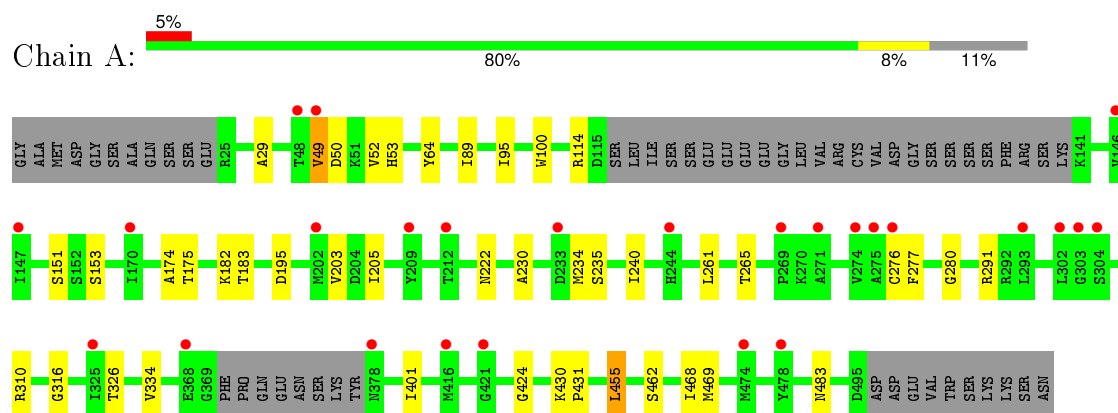 5%
Chain A:
80% 8% 11%
GLY ALA MET ASP GLY SER ALA GLN SER SER GLU R25 A29 T48 V49 D50 K51 V52 H53 Y64 I89 I95 W100 R114 D115 SER LEU ILE SER SER GLU GLU GLU GLU GLY LEU VAL ARG CYS VAL ASP GLY SER SER SER SER PHE ARG SER LYS K141 V146
I147 S151 S152 S153 I170 A174 T175 K182 T183 D195 M202 V203 D204 I205 Y209 T212 N222 A230 D233 M234 S235 I240 H244 L261 T265 P269 K270 A271 V274 A275 C276 F277 G280 R291 R292 L293 L302 G303 S304
R310 G316 I325 T326 V334 E368 G369 PHE PRO GLN GLU ASN SER LYS TYR N378 I401 M416 G421 G424 K430 P431 L455 S462 I468 M469 M474 Y478 N483 D495 ASP ASP GLU VAL TRP SER LYS LYS SER ASN